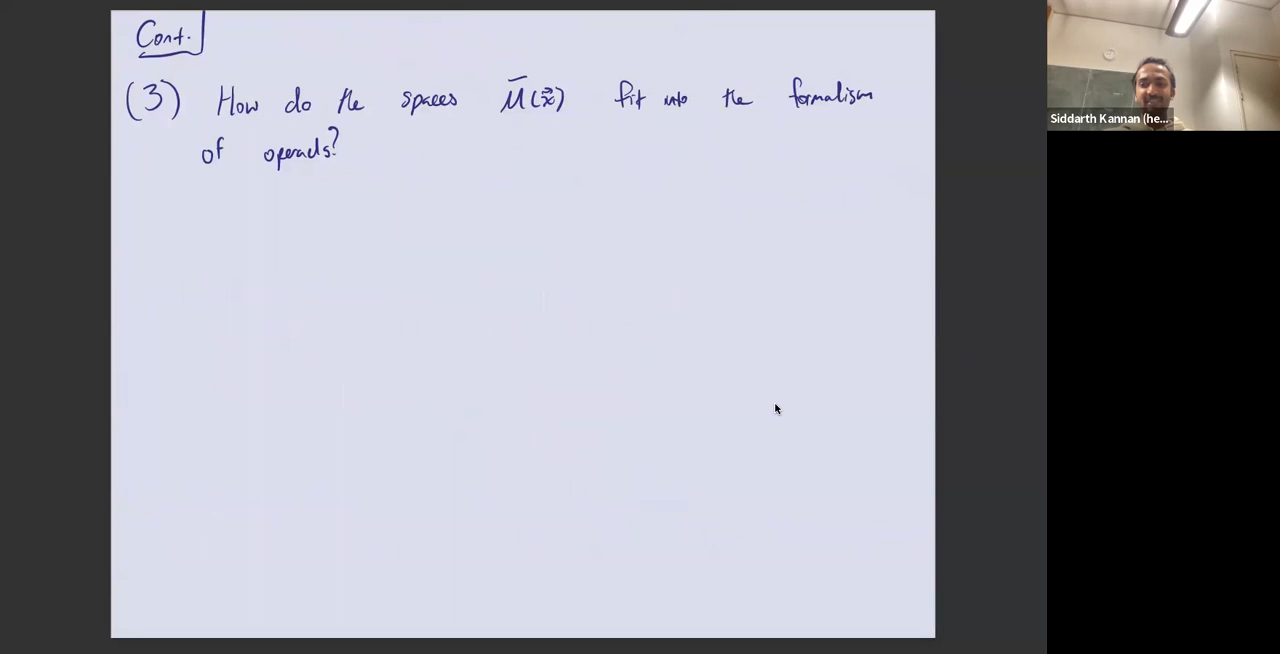 Cont.
(3) How do the spaces M̄(x⃗) fit into the formalism
of operads?
Siddarth Kannan (he...